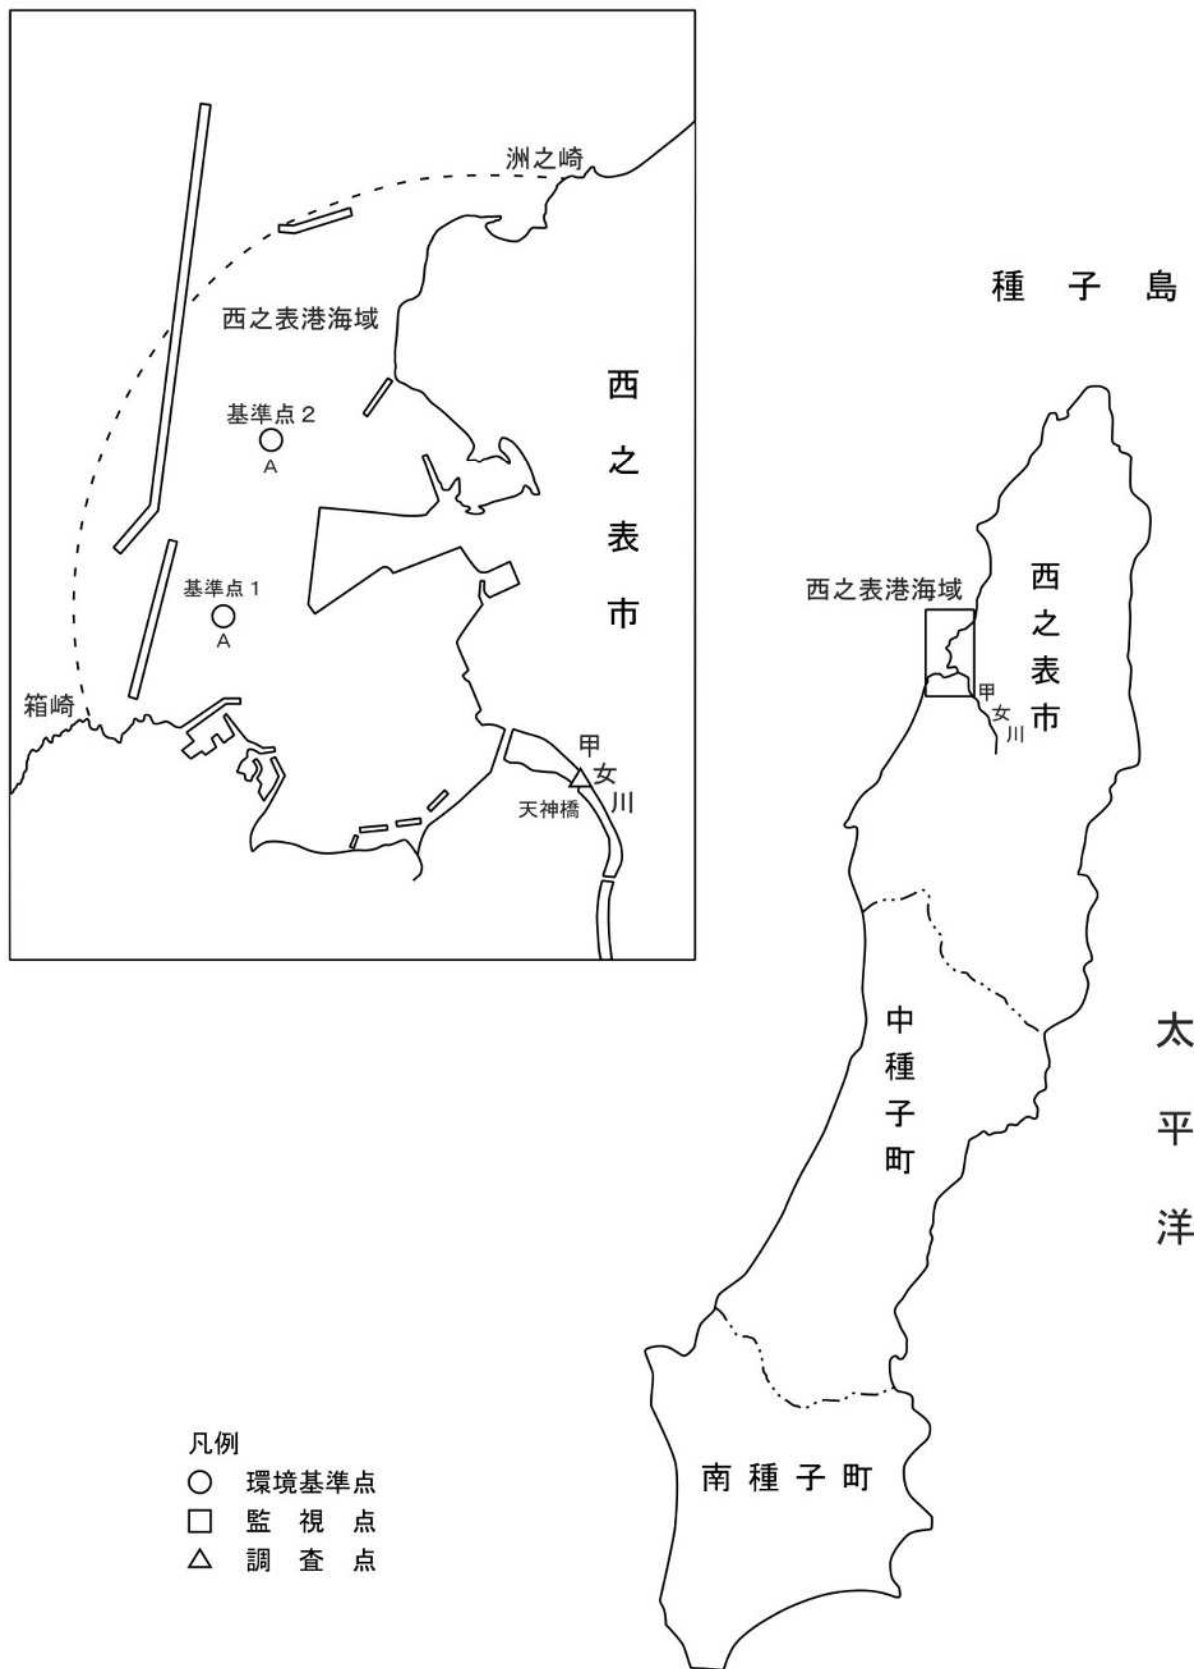 洲之崎
西之表港海域
基準点2
A
西之表市
基準点1
A
箱崎
甲女川
天神橋
種子島
西之表港海域
西之表市
甲女川
中種子町
太平洋
南種子町
凡例
○ 環境基準点
□ 監視点
△ 調査点